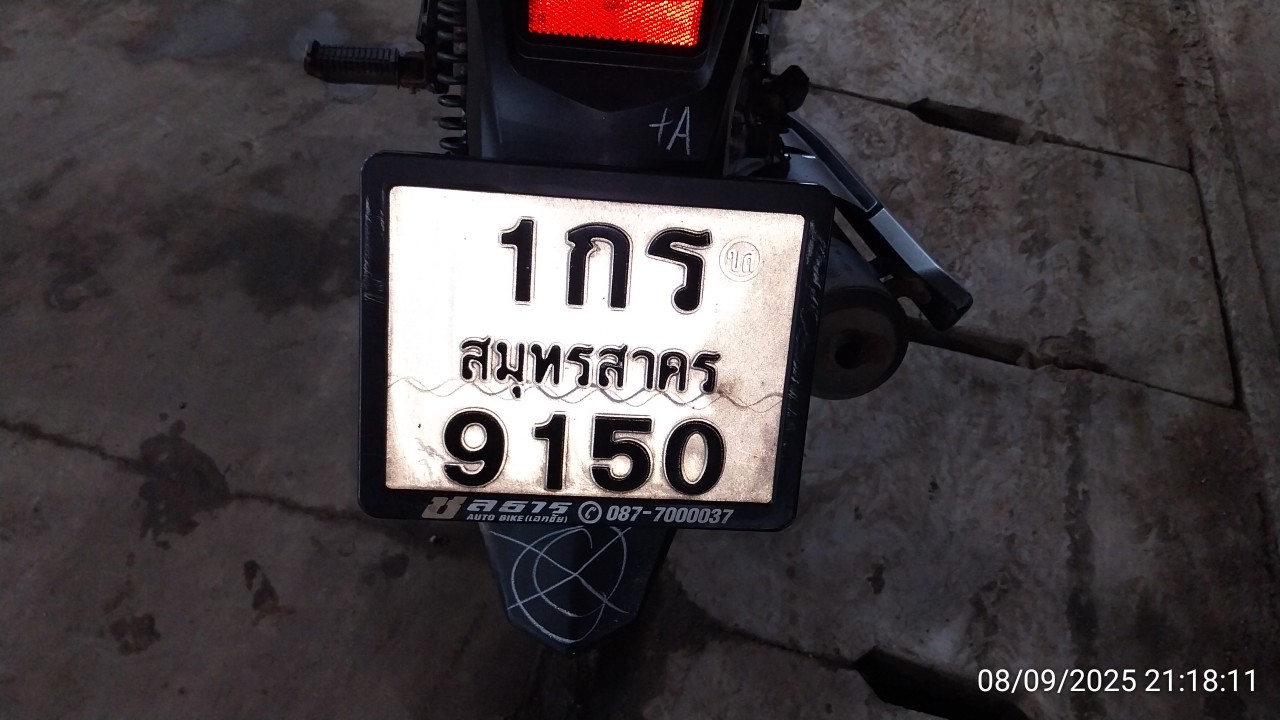 +A
1กร
ขส
สมุทรสาคร
9150
ชลธาร AUTO BIKE (เอกชัย) 087-7000037
08/09/2025 21:18:11